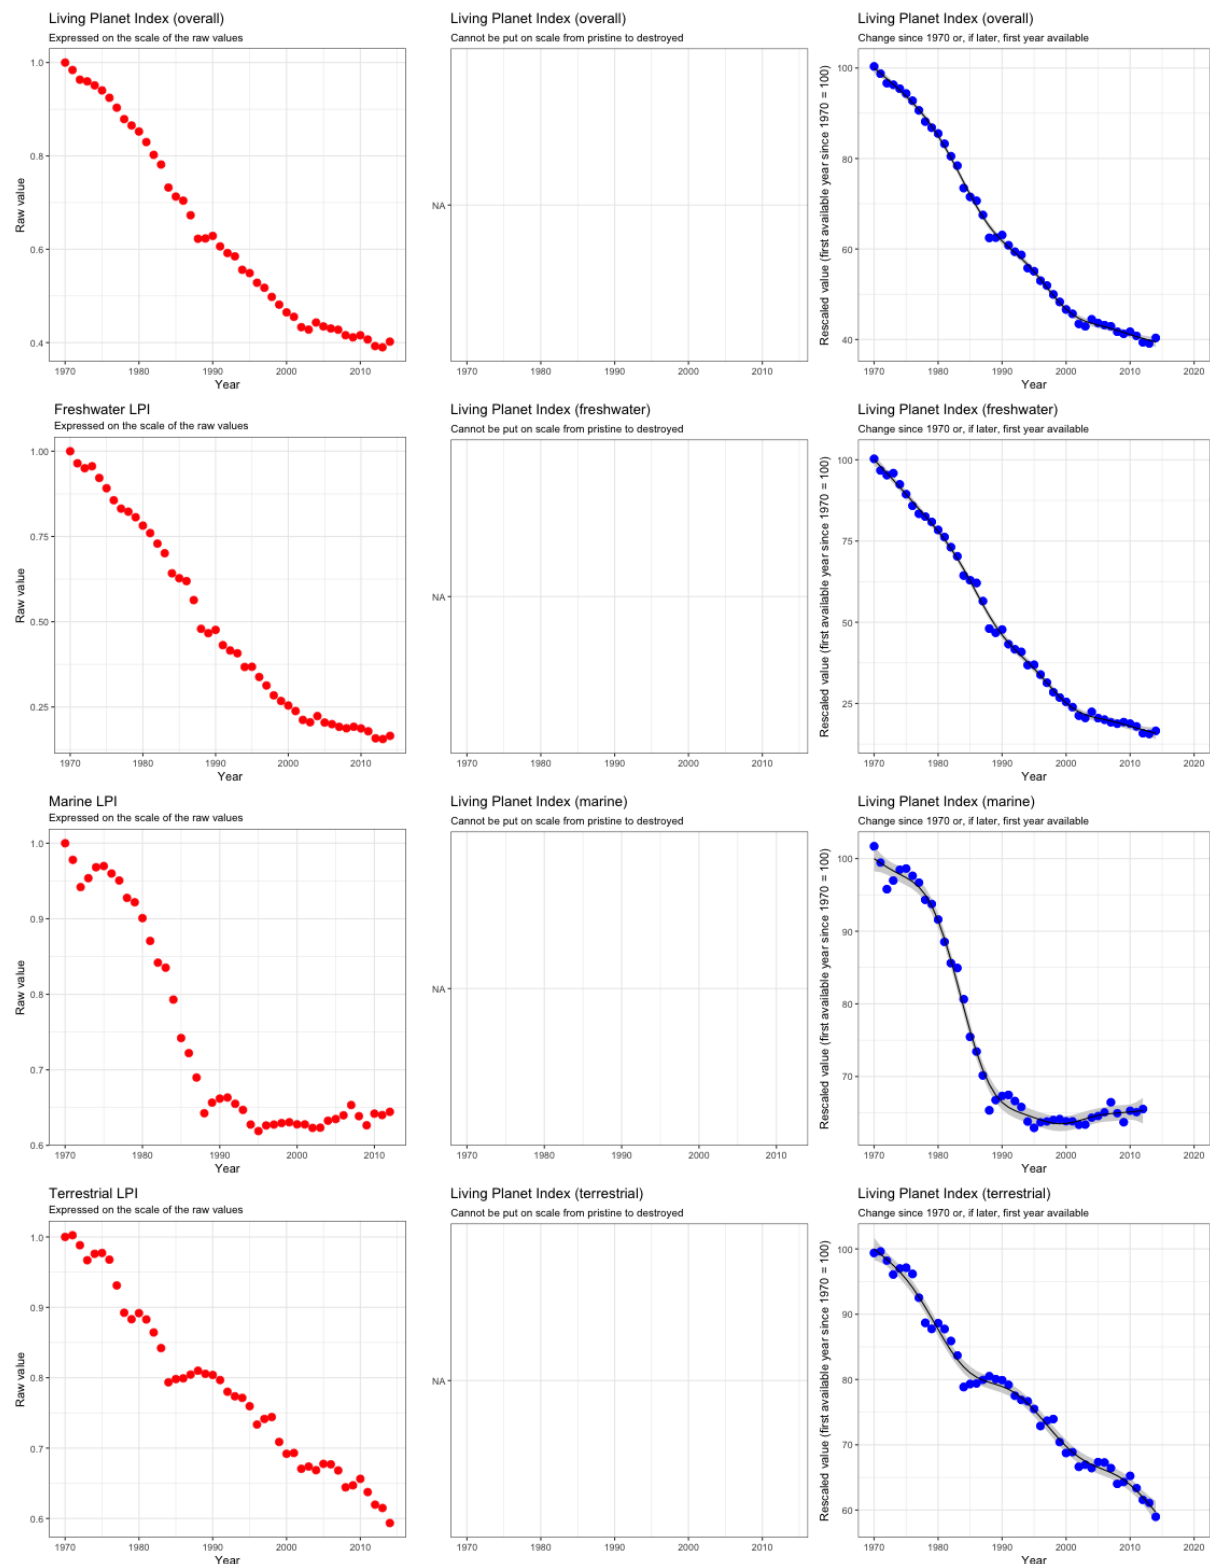 Living Planet Index (overall)
Expressed on the scale of the raw values
Raw value
1.0
0.8
0.6
0.4
1970 1980 1990 2000 2010
Year
Living Planet Index (overall)
Cannot be put on scale from pristine to destroyed
NA
1970 1980 1990 2000 2010
Living Planet Index (overall)
Change since 1970 or, if later, first year available
Rescaled value (first available year since 1970 = 100)
100
80
60
40
1970 1980 1990 2000 2010 2020
Year
Freshwater LPI
Expressed on the scale of the raw values
Raw value
1.00
0.75
0.50
0.25
1970 1980 1990 2000 2010
Year
Living Planet Index (freshwater)
Cannot be put on scale from pristine to destroyed
NA
1970 1980 1990 2000 2010
Living Planet Index (freshwater)
Change since 1970 or, if later, first year available
Rescaled value (first available year since 1970 = 100)
100
75
50
25
1970 1980 1990 2000 2010 2020
Year
Marine LPI
Expressed on the scale of the raw values
Raw value
1.0
0.9
0.8
0.7
0.6
1970 1980 1990 2000 2010
Year
Living Planet Index (marine)
Cannot be put on scale from pristine to destroyed
NA
1970 1980 1990 2000 2010
Living Planet Index (marine)
Change since 1970 or, if later, first year available
Rescaled value (first available year since 1970 = 100)
100
90
80
70
1970 1980 1990 2000 2010 2020
Year
Terrestrial LPI
Expressed on the scale of the raw values
Raw value
1.0
0.9
0.8
0.7
0.6
1970 1980 1990 2000 2010
Year
Living Planet Index (terrestrial)
Cannot be put on scale from pristine to destroyed
NA
1970 1980 1990 2000 2010
Living Planet Index (terrestrial)
Change since 1970 or, if later, first year available
Rescaled value (first available year since 1970 = 100)
100
90
80
70
60
1970 1980 1990 2000 2010 2020
Year